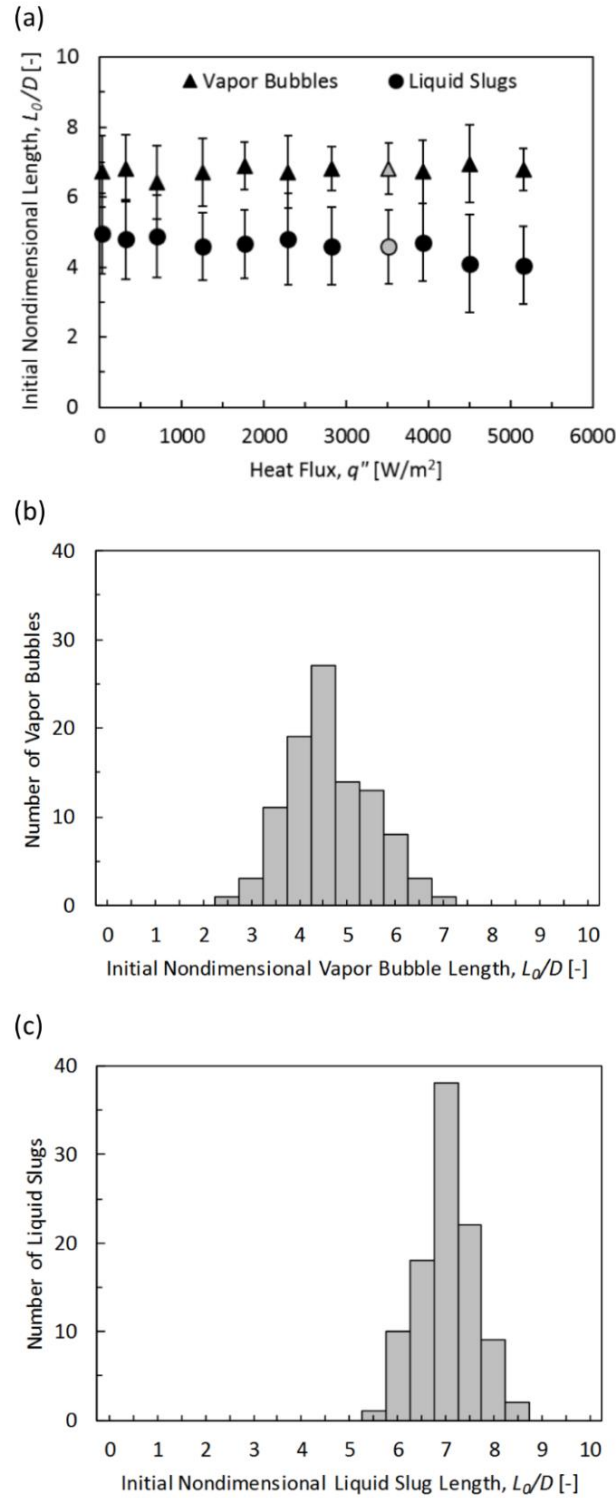 (a)
Initial Nondimensional Length, L0/D [-]
10
8
6
4
2
0
Vapor Bubbles
Liquid Slugs
0 1000 2000 3000 4000 5000 6000
Heat Flux, q" [W/m²]
(b)
Number of Vapor Bubbles
40
30
20
10
0
0 1 2 3 4 5 6 7 8 9 10
Initial Nondimensional Vapor Bubble Length, L0/D [-]
(c)
Number of Liquid Slugs
40
30
20
10
0
0 1 2 3 4 5 6 7 8 9 10
Initial Nondimensional Liquid Slug Length, L0/D [-]